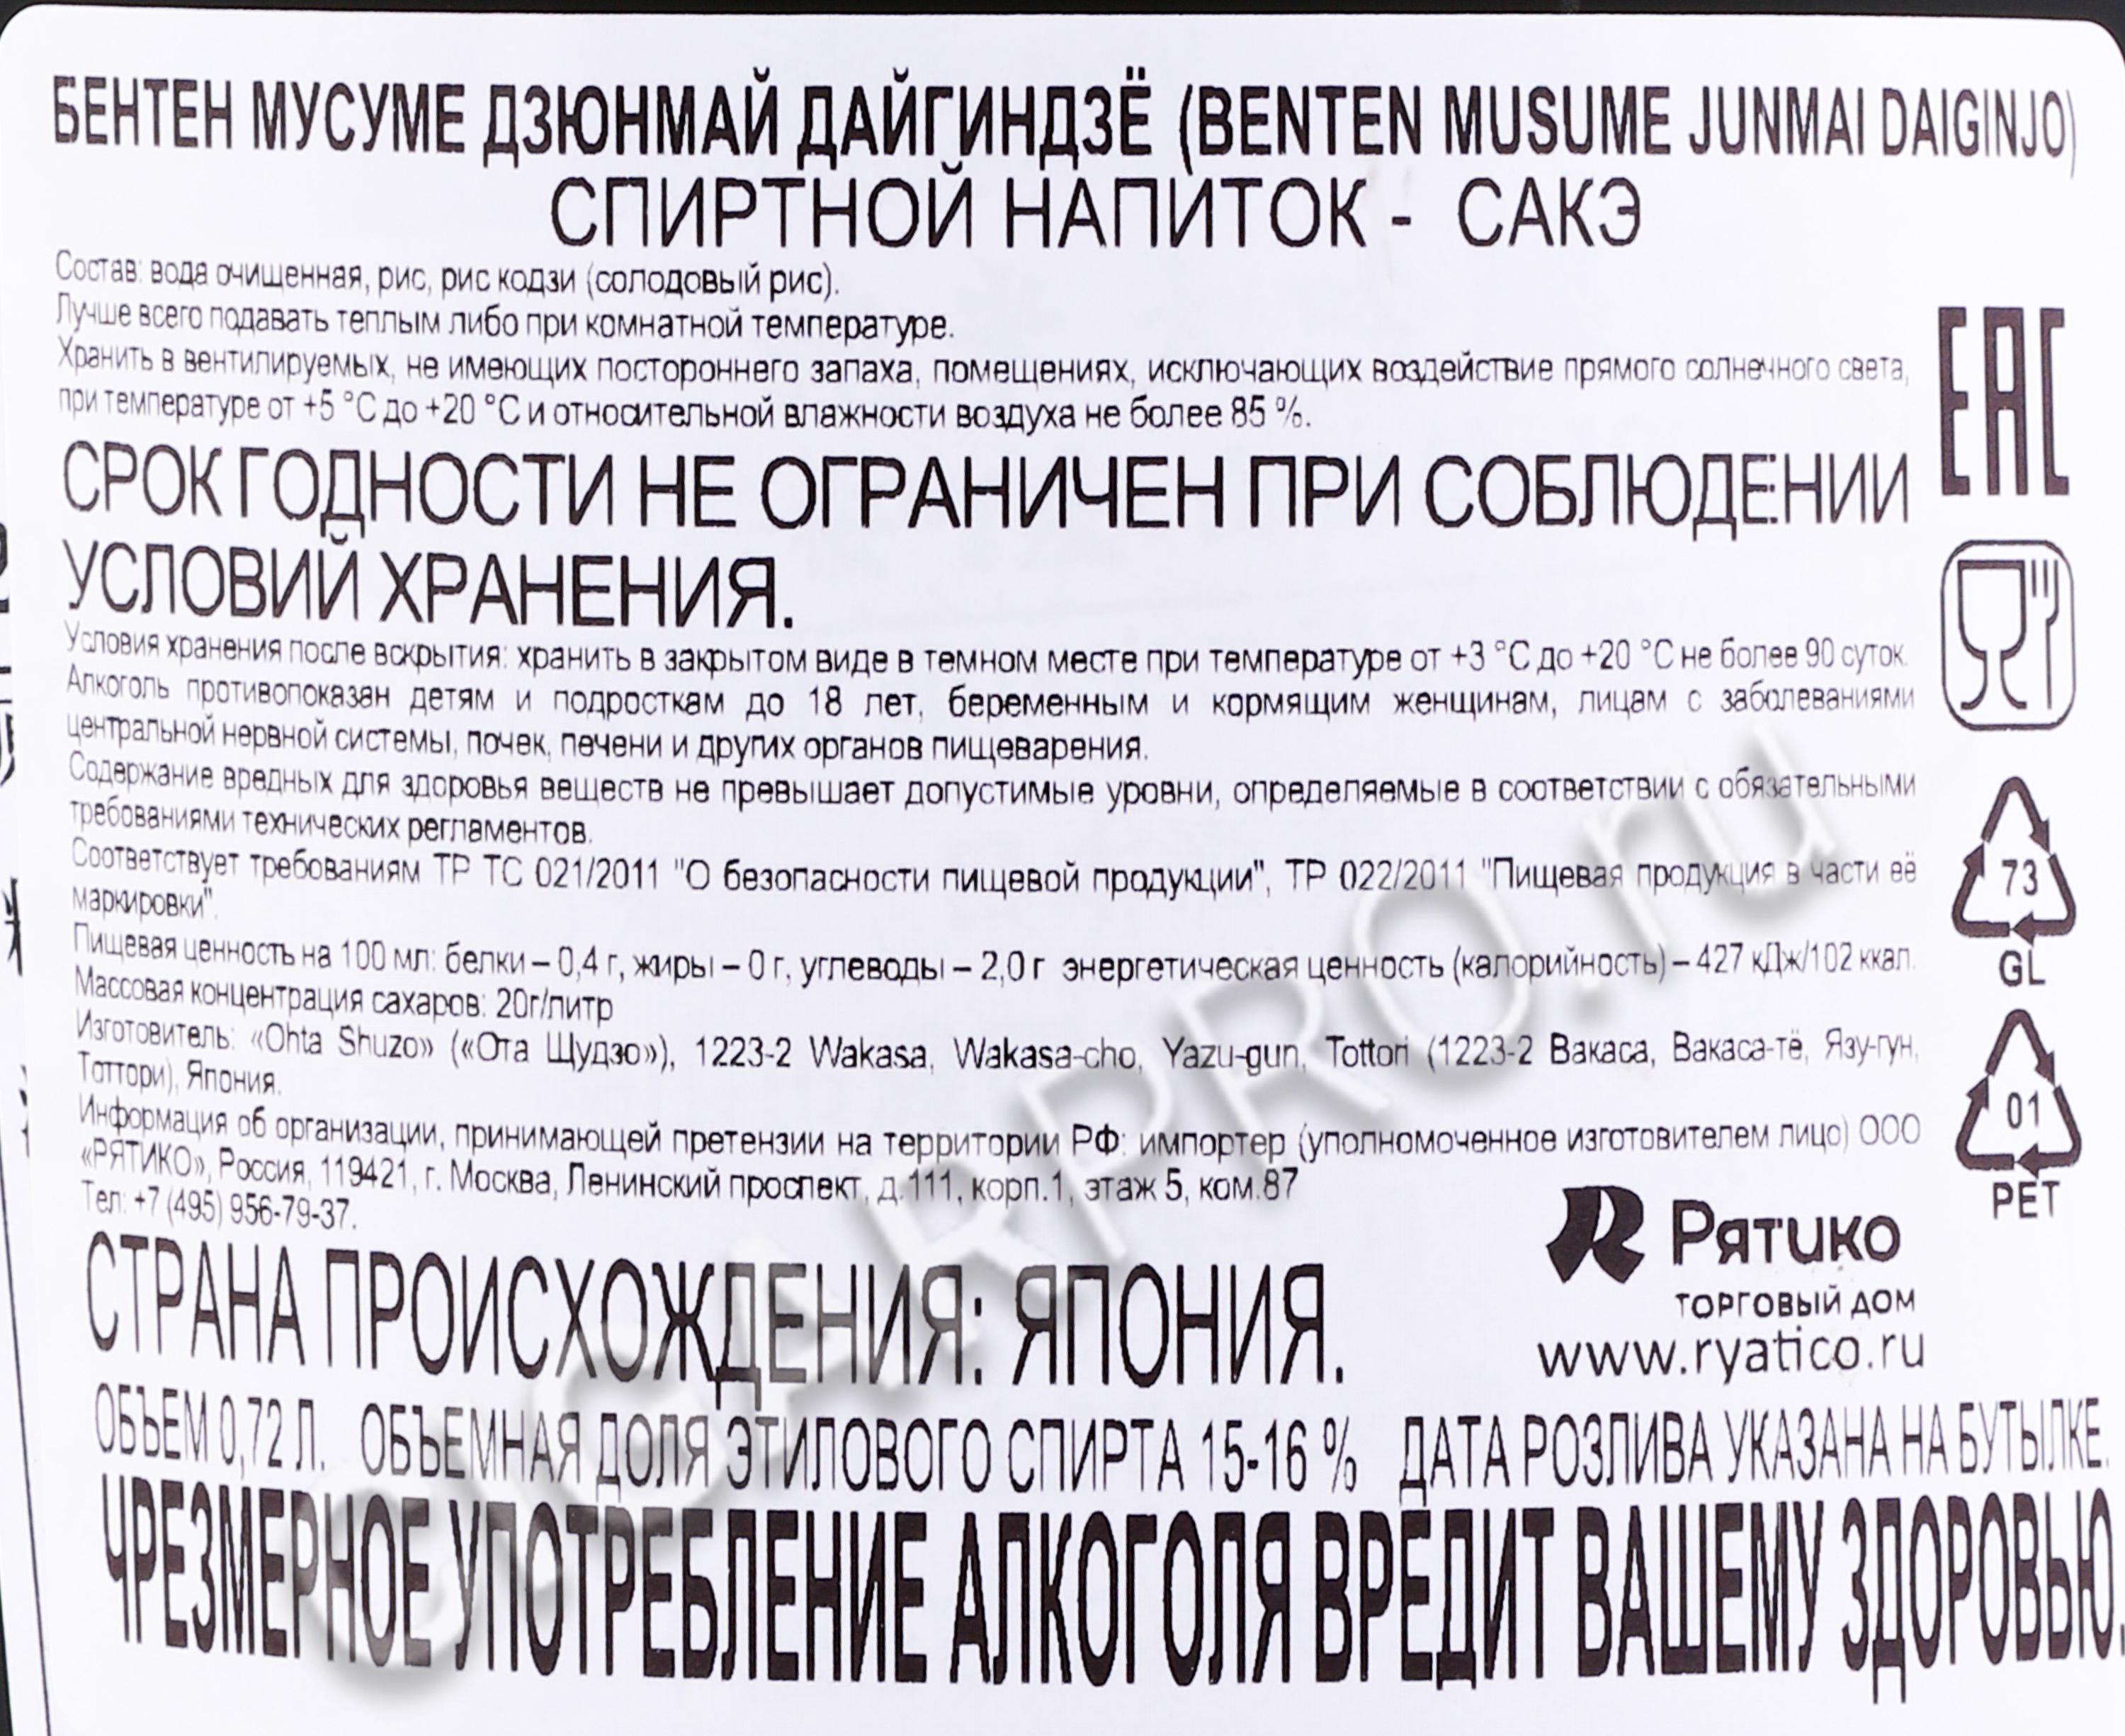 БЕНТЕН МУСУМЕ ДЗЮНМАЙ ДАЙГИНДЗЁ (BENTEN MUSUME JUNMAI DAIGINJO)
СПИРТНОЙ НАПИТОК - САКЭ
Состав: вода очищенная, рис, рис кодзи (солодовый рис).
Лучше всего подавать теплым либо при комнатной температуре.
Хранить в вентилируемых, не имеющих постороннего запаха, помещениях, исключающих воздействие прямого солнечного света,
при температуре от +5 °С до +20 °С и относительной влажности воздуха не более 85 %.
EAC
СРОК ГОДНОСТИ НЕ ОГРАНИЧЕН ПРИ СОБЛЮДЕНИИ
УСЛОВИЙ ХРАНЕНИЯ.
Условия хранения после вскрытия: хранить в закрытом виде в темном месте при температуре от +3 °С до +20 °С не более 90 суток.
Алкоголь противопоказан детям и подросткам до 18 лет, беременным и кормящим женщинам, лицам с заболеваниями
центральной нервной системы, почек, печени и других органов пищеварения.
Содержание вредных для здоровья веществ не превышает допустимые уровни, определяемые в соответствии с обязательными
требованиями технических регламентов.
Соответствует требованиям ТР ТС 021/2011 "О безопасности пищевой продукции", ТР 022/2011 "Пищевая продукция в части её
маркировки".
73
GL
Пищевая ценность на 100 мл: белки – 0,4 г, жиры – 0 г, углеводы – 2,0 г энергетическая ценность (калорийность) – 427 кДж/102 ккал.
Массовая концентрация сахаров: 20г/литр
Изготовитель: «Ohta Shuzo» («Ота Щудзо»), 1223-2 Wakasa, Wakasa-cho, Yazu-gun, Tottori (1223-2 Вакаса, Вакаса-тё, Язу-гун,
Тоттори), Япония.
Информация об организации, принимающей претензии на территории РФ: импортер (уполномоченное изготовителем лицо) ООО
«РЯТИКО», Россия, 119421, г. Москва, Ленинский проспект, д.111, корп.1, этаж 5, ком.87
Тел: +7 (495) 956-79-37.
01
PET
Рятико
ТОРГОВЫЙ ДОМ
www.ryatico.ru
СТРАНА ПРОИСХОЖДЕНИЯ: ЯПОНИЯ.
ОБЪЕМ 0,72 Л. ОБЪЕМНАЯ ДОЛЯ ЭТИЛОВОГО СПИРТА 15-16 % ДАТА РОЗЛИВА УКАЗАНА НА БУТЫЛКЕ.
ЧРЕЗМЕРНОЕ УПОТРЕБЛЕНИЕ АЛКОГОЛЯ ВРЕДИТ ВАШЕМУ ЗДОРОВЬЮ.
CIGARPRO.ru